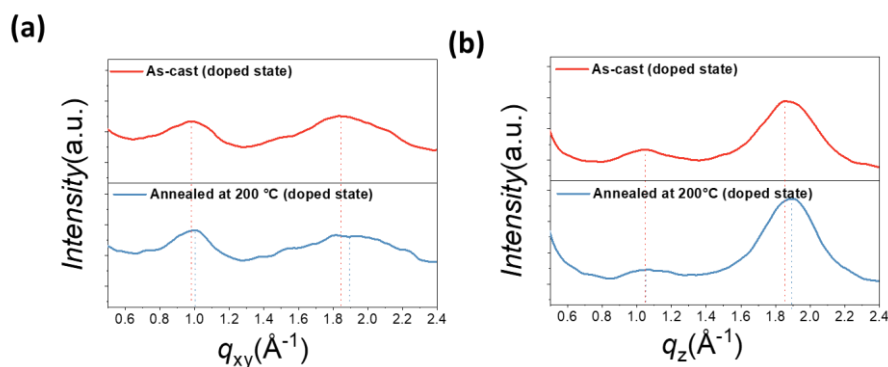 (a)
As-cast (doped state)
Annealed at 200 °C (doped state)
Intensity(a.u.)
0.6 0.8 1.0 1.2 1.4 1.6 1.8 2.0 2.2 2.4
qxy(Å-1)
(b)
As-cast (doped state)
Annealed at 200°C (doped state)
Intensity(a.u.)
0.6 0.8 1.0 1.2 1.4 1.6 1.8 2.0 2.2 2.4
qz(Å-1)